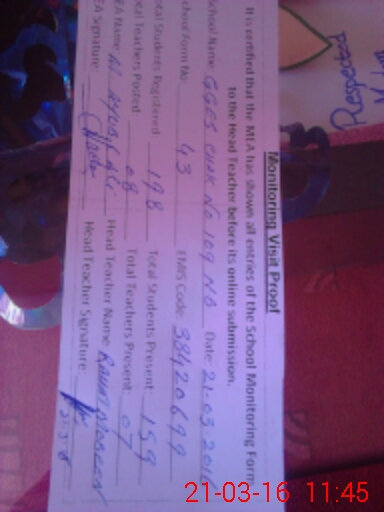 Monitoring Visit Proof
It is certified that the MEA has shown all entries of the School Monitoring Form
to the Head Teacher before its online submission.
School Name: GGES CHAK No 109 NB Date: 21-03-2016
School Form No: 43 EMIS Code:
Total Students Registered 198 Total Students Present 159
Total Teachers Posted 08 Total Teachers Present 07
MEA Name: Head Teacher Name:
MEA Signature: Head Teacher Signature:
21-3-16
Respected
21-03-16 11:45